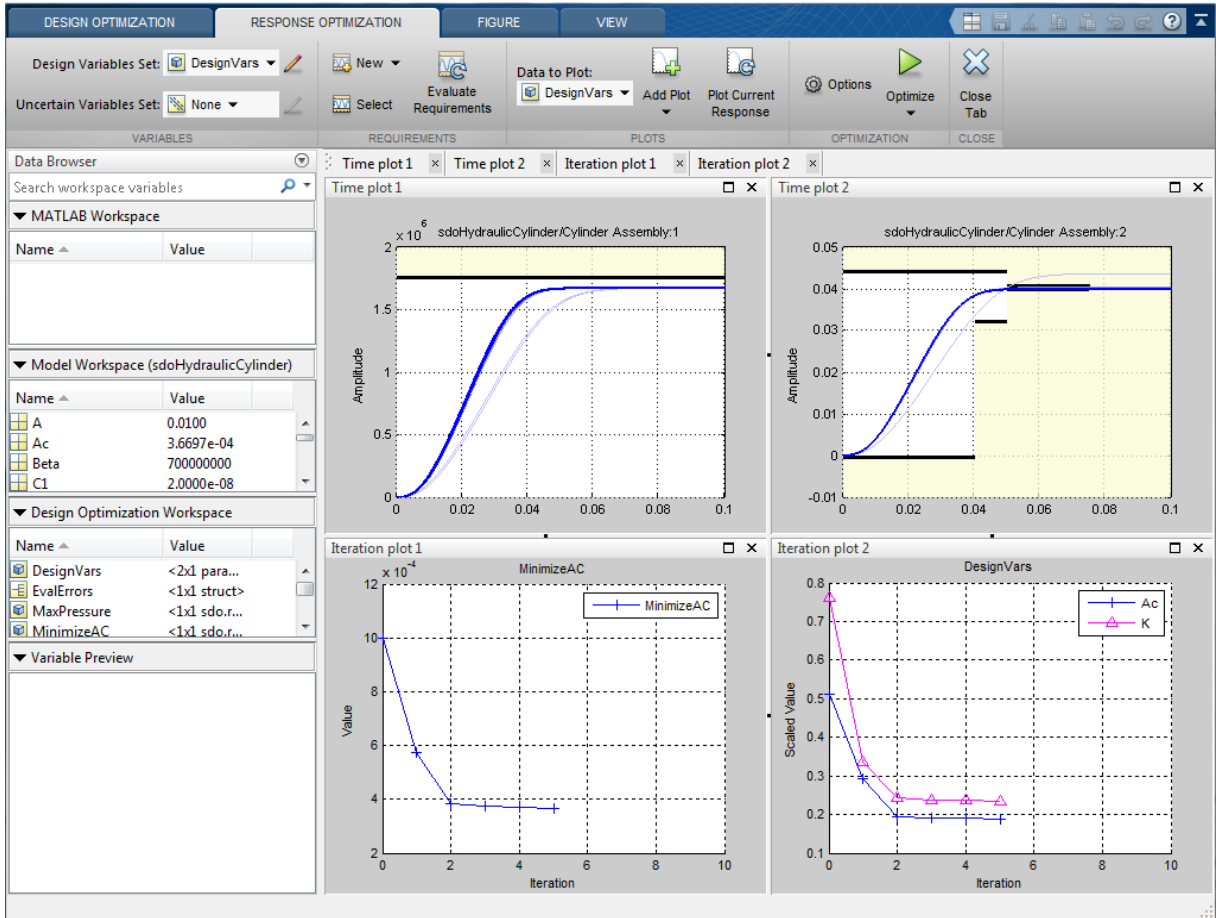 DESIGN OPTIMIZATION RESPONSE OPTIMIZATION FIGURE VIEW
Design Variables Set: DesignVars
Uncertain Variables Set: None
VARIABLES
New
Select
Evaluate
Requirements
REQUIREMENTS
Data to Plot:
DesignVars
Add Plot
Plot Current
Response
PLOTS
Options
Optimize
OPTIMIZATION
Close
Tab
CLOSE
Data Browser
Search workspace variables
MATLAB Workspace
Name Value
Model Workspace (sdoHydraulicCylinder)
Name Value
A 0.0100
Ac 3.6697e-04
Beta 700000000
C1 2.0000e-08
Design Optimization Workspace
Name Value
DesignVars <2x1 para...
EvalErrors <1x1 struct>
MaxPressure <1x1 sdo.r...
MinimizeAC <1x1 sdo.r...
Variable Preview
Time plot 1 × Time plot 2 × Iteration plot 1 × Iteration plot 2 ×
Time plot 1
x 10^6
sdoHydraulicCylinder/Cylinder Assembly:1
2
1.5
1
0.5
0
Amplitude
0 0.02 0.04 0.06 0.08 0.1
Time plot 2
sdoHydraulicCylinder/Cylinder Assembly:2
0.05
0.04
0.03
0.02
0.01
0
-0.01
Amplitude
0 0.02 0.04 0.06 0.08 0.1
Iteration plot 1
x 10^-4
MinimizeAC
12
10
8
6
4
2
Value
MinimizeAC
0 2 4 6 8 10
Iteration
Iteration plot 2
DesignVars
0.8
0.7
0.6
0.5
0.4
0.3
0.2
0.1
Scaled Value
Ac
K
0 2 4 6 8 10
Iteration